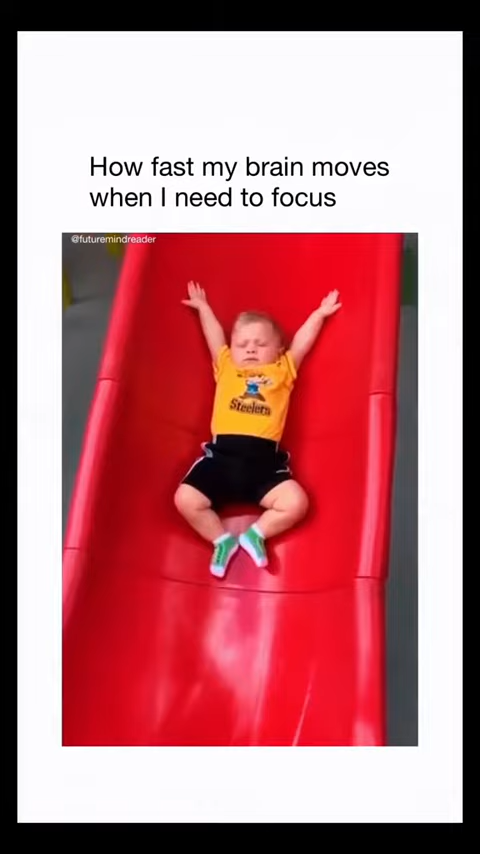 How fast my brain moves
when I need to focus
@futuremindreader
Steelers